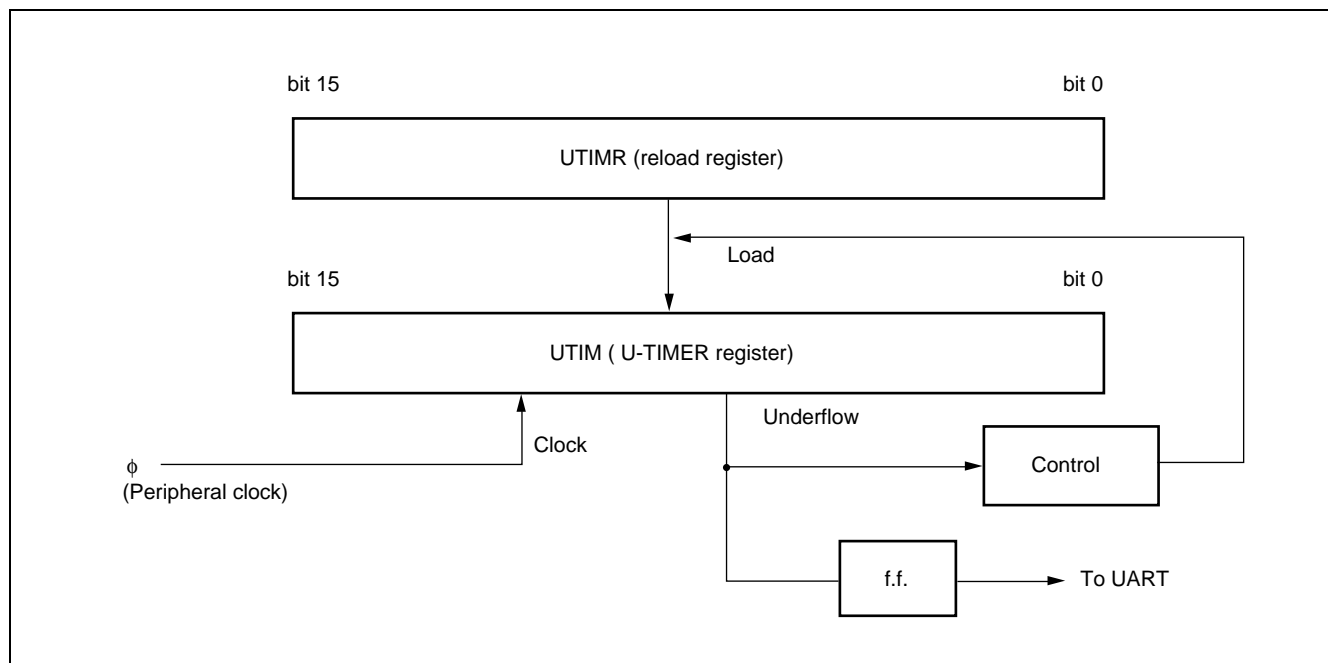 bit 15
bit 0
UTIMR (reload register)
Load
bit 15
bit 0
UTIM ( U-TIMER register)
Underflow
Clock
Control
ϕ
(Peripheral clock)
f.f.
To UART